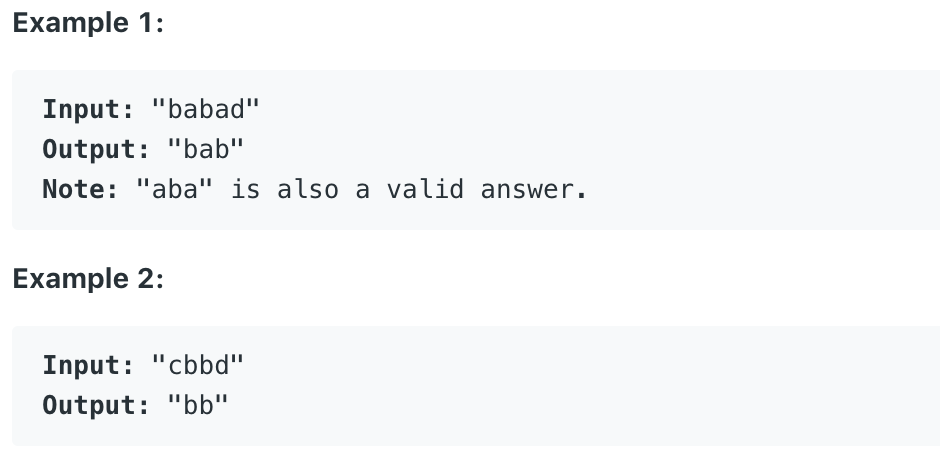 Example 1:
Input: "babad"
Output: "bab"
Note: "aba" is also a valid answer.
Example 2:
Input: "cbbd"
Output: "bb"